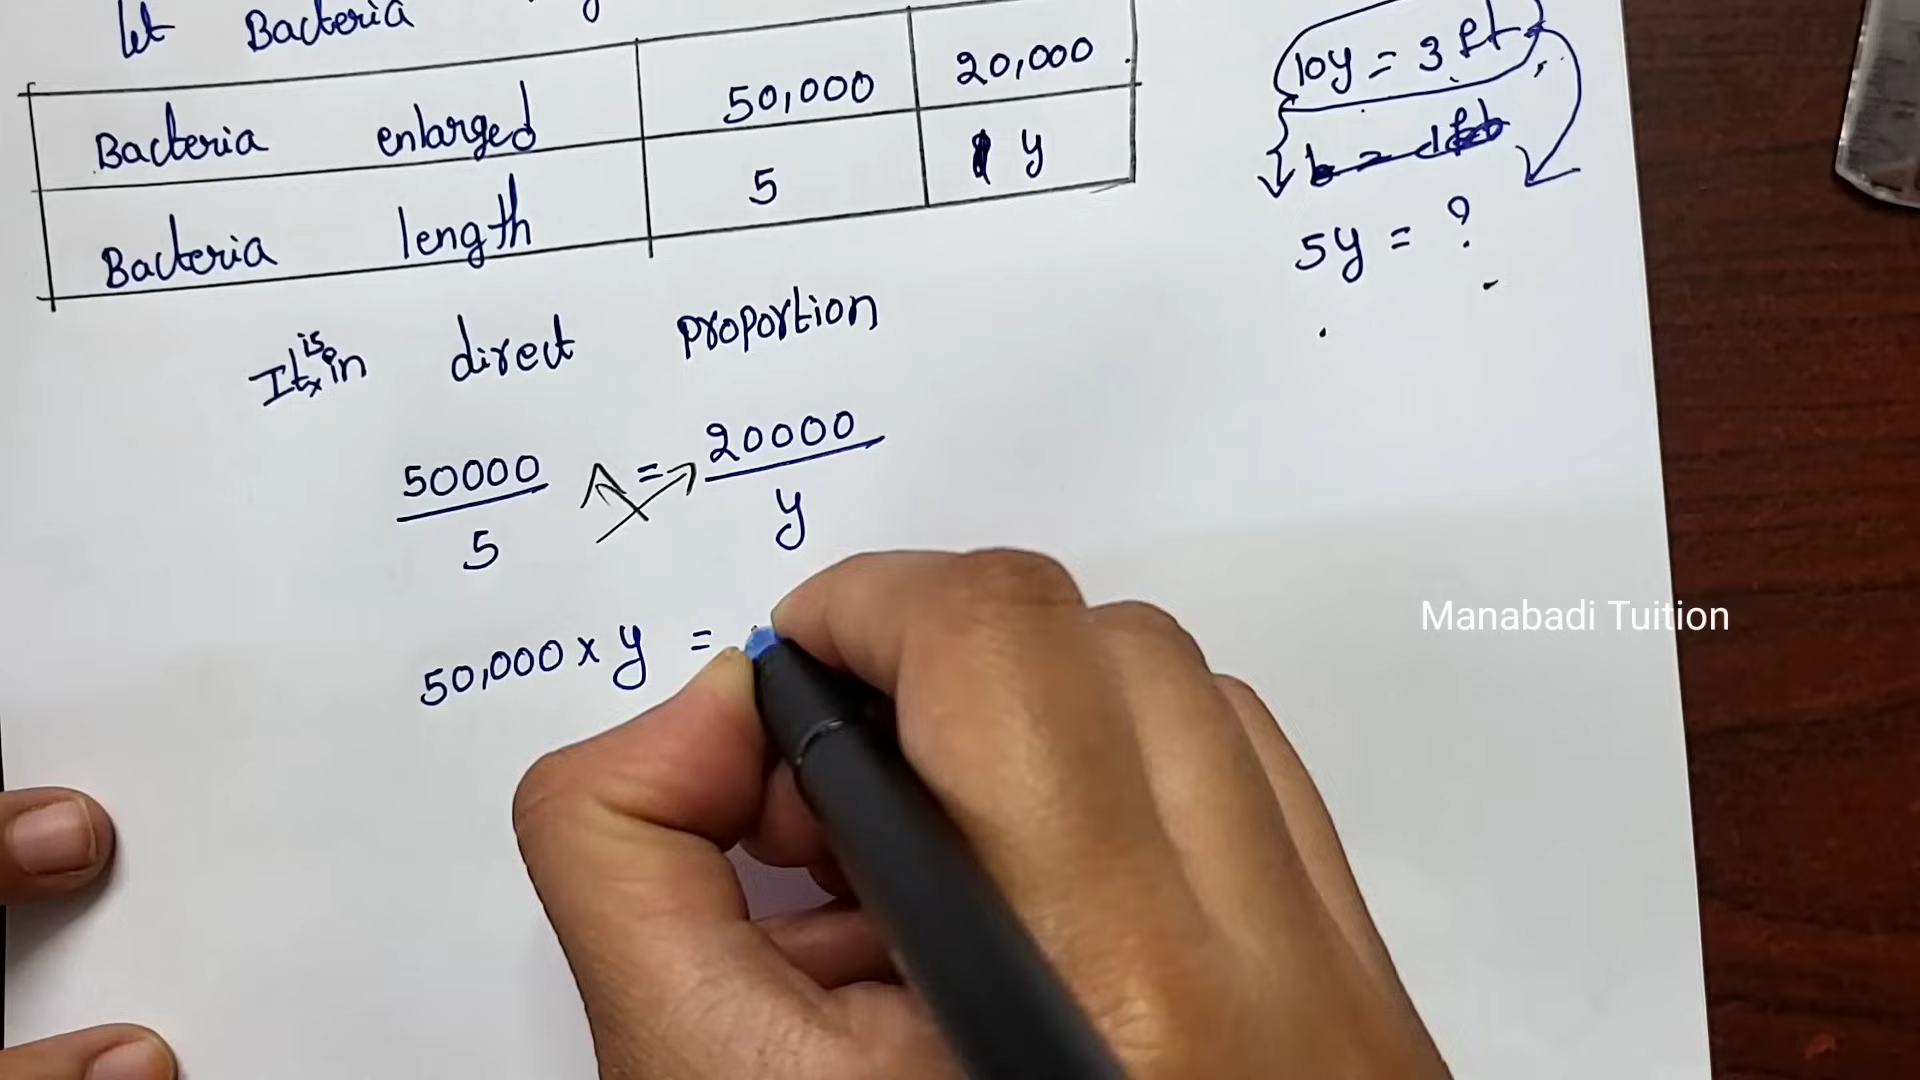 let Bacteria
Bacteria enlarged 50,000 20,000
Bacteria length 5 y
It is in direct proportion
50000 = 20000
5 y
50,000 x y =
10y = 3 ft
5y = ?
Manabadi Tuition